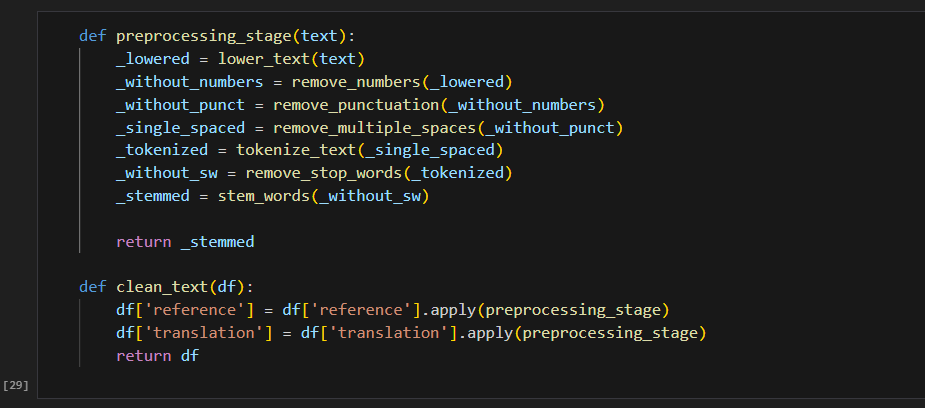 def preprocessing_stage(text):
    _lowered = lower_text(text)
    _without_numbers = remove_numbers(_lowered)
    _without_punct = remove_punctuation(_without_numbers)
    _single_spaced = remove_multiple_spaces(_without_punct)
    _tokenized = tokenize_text(_single_spaced)
    _without_sw = remove_stop_words(_tokenized)
    _stemmed = stem_words(_without_sw)

    return _stemmed

def clean_text(df):
    df['reference'] = df['reference'].apply(preprocessing_stage)
    df['translation'] = df['translation'].apply(preprocessing_stage)
    return df
[29]